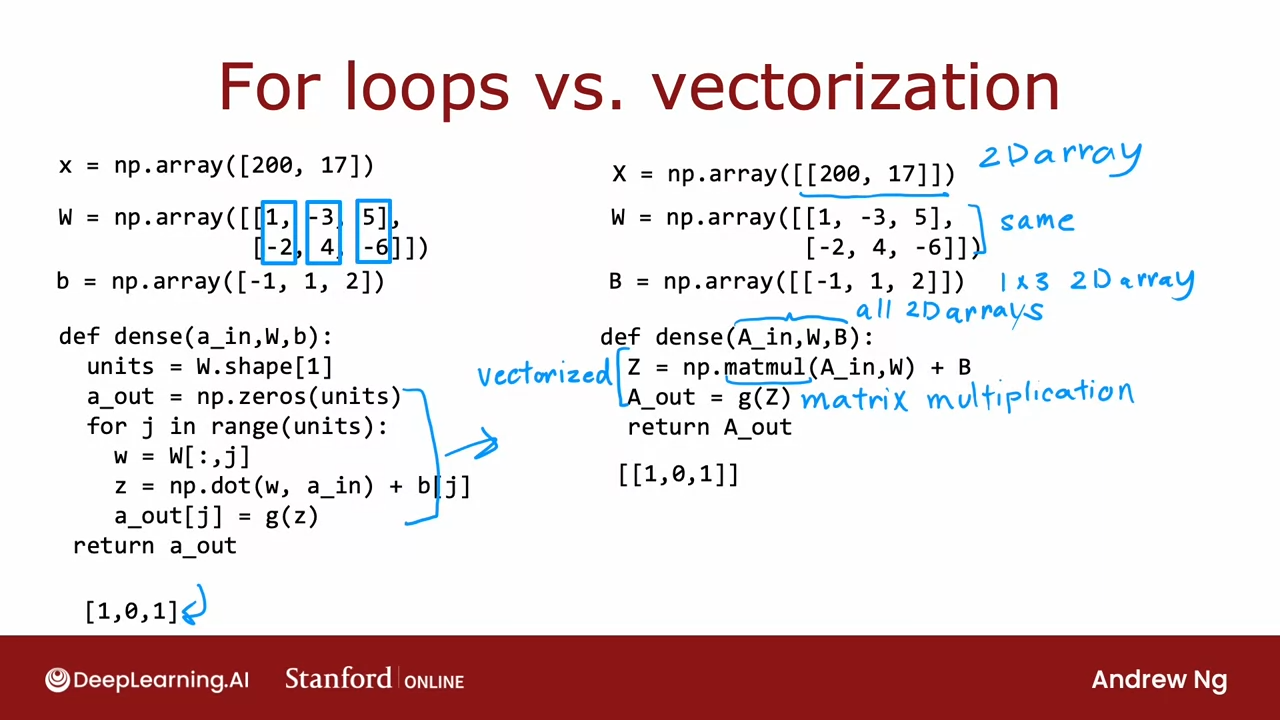 For loops vs. vectorization
x = np.array([200, 17])
W = np.array([[1, -3, 5],
[-2, 4, -6]])
b = np.array([-1, 1, 2])
def dense(a_in,W,b):
units = W.shape[1]
a_out = np.zeros(units)
for j in range(units):
w = W[:,j]
z = np.dot(w, a_in) + b[j]
a_out[j] = g(z)
return a_out
[1,0,1]
X = np.array([[200, 17]]) 2D array
W = np.array([[1, -3, 5],
[-2, 4, -6]]) same
B = np.array([[-1, 1, 2]]) 1 x 3 2D array
all 2D arrays
def dense(A_in,W,B):
vectorized Z = np.matmul(A_in,W) + B
A_out = g(Z) matrix multiplication
return A_out
[[1,0,1]]
DeepLearning.AI Stanford ONLINE Andrew Ng